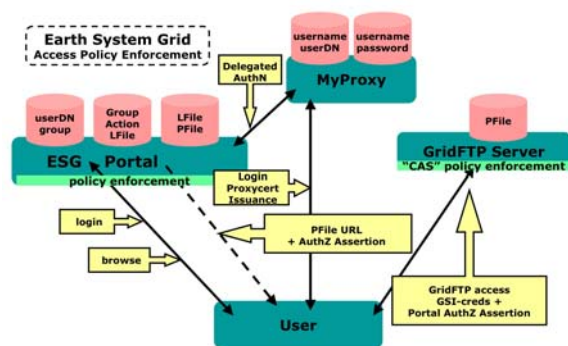 Earth System Grid
Access Policy Enforcement
username
userDN
username
password
MyProxy
Delegated
AuthN
userDN
group
Group
Action
LFile
LFile
PFile
ESG Portal
policy enforcement
PFile
GridFTP Server
"CAS" policy enforcement
Login
Proxycert
Issuance
login
browse
PFile URL
+ AuthZ Assertion
GridFTP access
GSI-creds +
Portal AuthZ Assertion
User